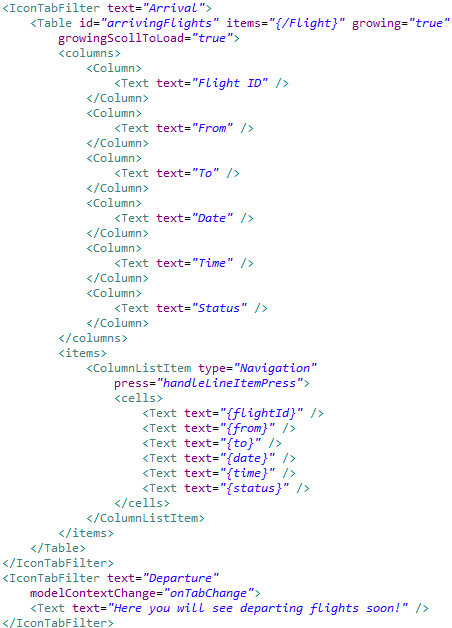 <IconTabFilter text="Arrival">
<Table id="arrivingFlights" items="{/Flight}" growing="true"
growingScollToLoad="true">
<columns>
<Column>
<Text text="Flight ID" />
</Column>
<Column>
<Text text="From" />
</Column>
<Column>
<Text text="To" />
</Column>
<Column>
<Text text="Date" />
</Column>
<Column>
<Text text="Time" />
</Column>
<Column>
<Text text="Status" />
</Column>
</columns>
<items>
<ColumnListItem type="Navigation"
press="handleLineItemPress">
<cells>
<Text text="{flightId}" />
<Text text="{from}" />
<Text text="{to}" />
<Text text="{date}" />
<Text text="{time}" />
<Text text="{status}" />
</cells>
</ColumnListItem>
</items>
</Table>
</IconTabFilter>
<IconTabFilter text="Departure"
modelContextChange="onTabChange">
<Text text="Here you will see departing flights soon!" />
</IconTabFilter>